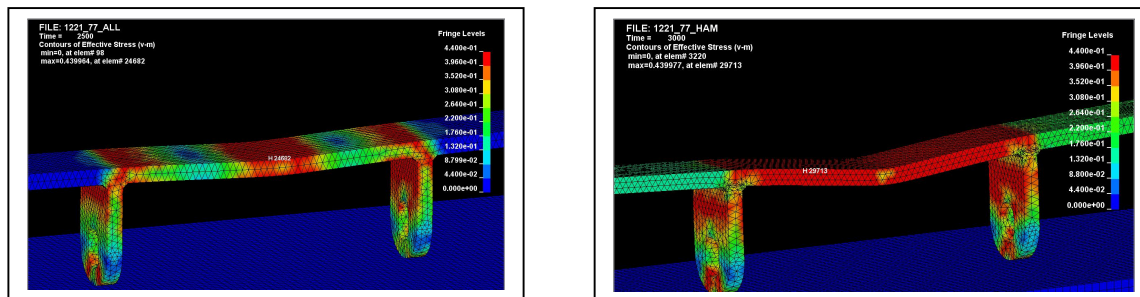 FILE: 1221_77_ALL
Time = 2500
Contours of Effective Stress (v-m)
min=0, at elem# 98
max=0.439964, at elem# 24682
Fringe Levels
4.400e-01
3.960e-01
3.520e-01
3.080e-01
2.640e-01
2.200e-01
1.760e-01
1.320e-01
8.799e-02
4.400e-02
0.000e+00
H 24682
FILE: 1221_77_HAM
Time = 3000
Contours of Effective Stress (v-m)
min=0, at elem# 3220
max=0.439977, at elem# 29713
Fringe Levels
4.400e-01
3.960e-01
3.520e-01
3.080e-01
2.640e-01
2.200e-01
1.760e-01
1.320e-01
8.800e-02
4.400e-02
0.000e+00
H 29713